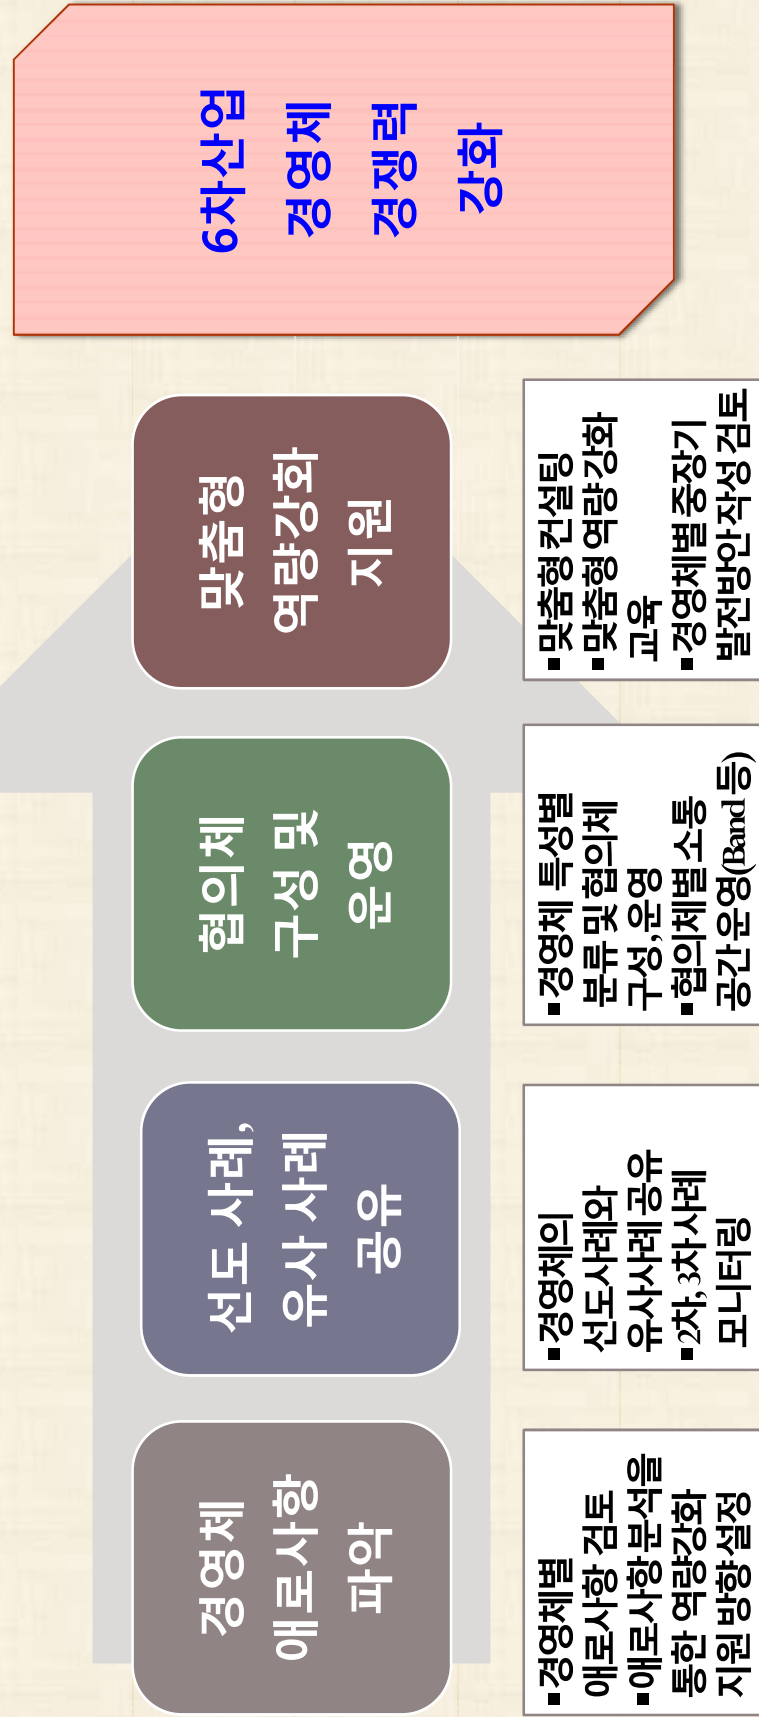 경영체
애로사항
파악
선도 사례,
유사 사례
공유
협의체
구성 및
운영
맞춤형
역량강화
지원
6차산업
경영체
경쟁력
강화
▪경영체별
애로사항 검토
▪애로사항 분석을
통한 역량강화
지원 방향 설정
▪경영체의
선도사례와
유사사례 공유
▪2차, 3차 사례
모니터링
▪경영체 특성별
분류 및 협의체
구성, 운영
▪협의체별 소통
공간 운영(Band 등)
▪맞춤형 컨설팅
▪맞춤형 역량 강화
교육
▪경영체별 중장기
발전방안 작성 검토